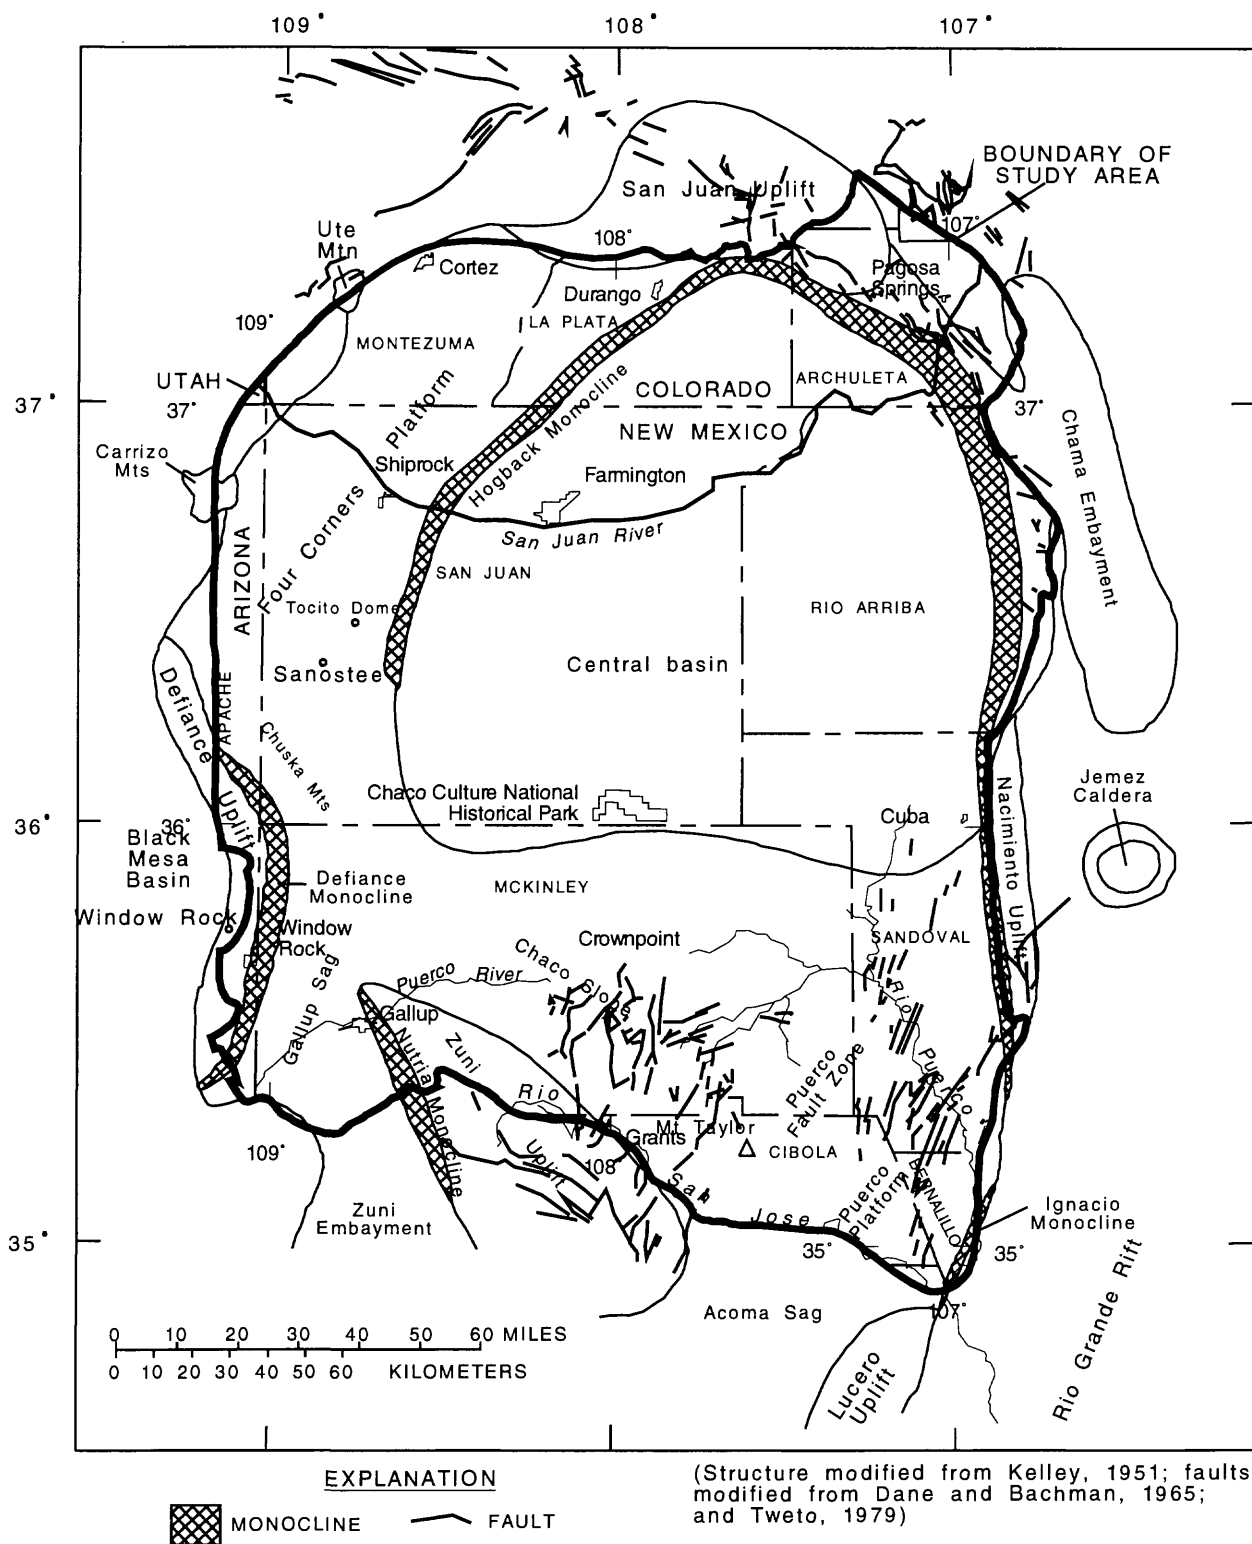 109°
108°
107°
BOUNDARY OF
STUDY AREA
San Juan Uplift
107°
Ute
Mtn
108°
Cortez
Pagosa
Springs
Durango
109°
LA PLATA
MONTEZUMA
UTAH
COLORADO
ARCHULETA
37°
37°
37°
NEW MEXICO
Platform
Hogback Monocline
Carrizo
Mts
Shiprock
Farmington
Chama Embayment
San Juan River
Four Corners
ARIZONA
SAN JUAN
Tocito Dome
RIO ARRIBA
Sanostee
Central basin
Defiance
Uplift
APACHE
Chuska Mts
Chaco Culture National
Historical Park
Nacimiento Uplift
Jemez
Caldera
36°
36°
Cuba
Black
Mesa
Basin
Defiance
Monocline
MCKINLEY
Window Rock
Window
Rock
Crownpoint
SANDOVAL
Gallup Sag
Puerco River
Chaco Slope
Gallup
Rio
Puerco
Nutria Monocline
Zuni
Uplift
Rio
Puerco
Fault Zone
Mt Taylor
Grants
109°
108
CIBOLA
San
Jose
Puerco
Platform
BERNALILLO
Zuni
Embayment
Ignacio
Monocline
35°
35°
35°
Rio Grande Rift
Acoma Sag
107°
Lucero
Uplift
0 10 20 30 40 50 60 MILES
0 10 20 30 40 50 60 KILOMETERS
EXPLANATION
MONOCLINE
FAULT
(Structure modified from Kelley, 1951; faults
modified from Dane and Bachman, 1965;
and Tweto, 1979)